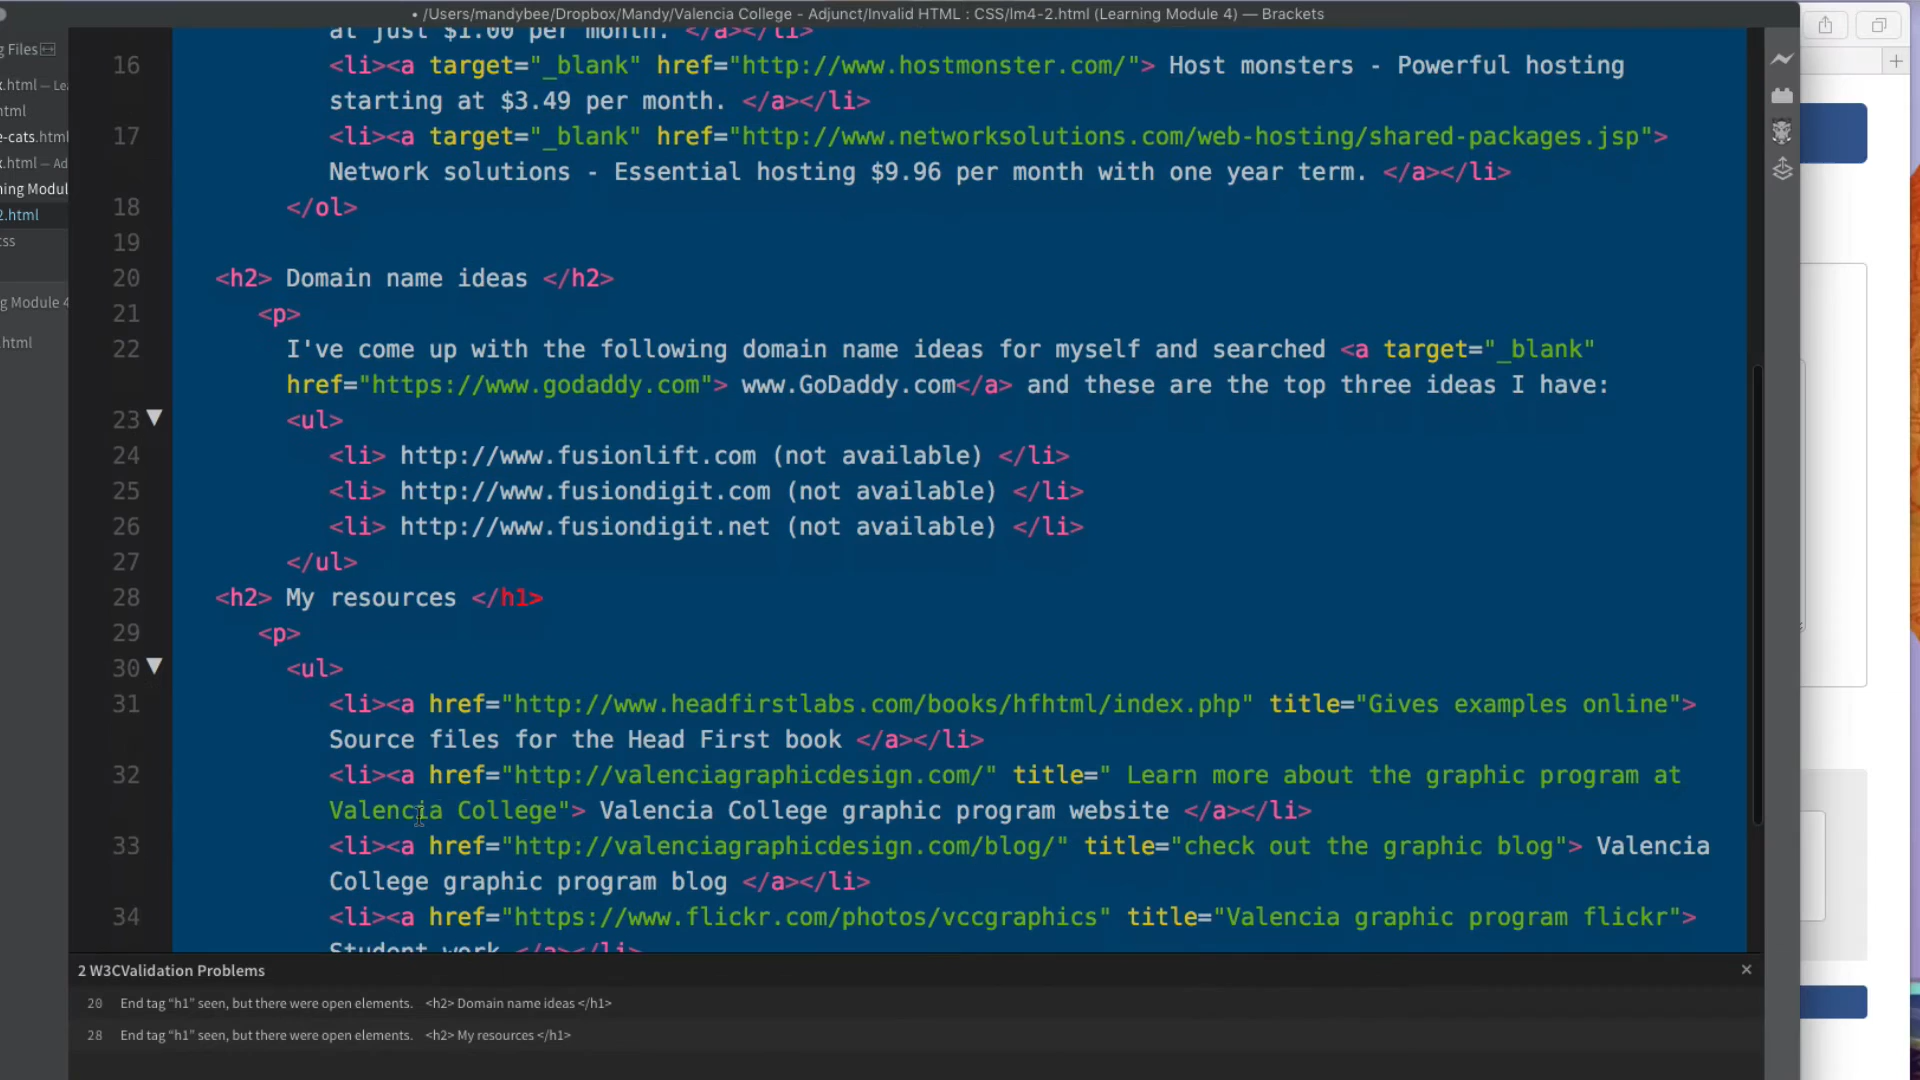 • /Users/mandybee/Dropbox/Mandy/Valencia College - Adjunct/Invalid HTML : CSS/lm4-2.html (Learning Module 4) — Brackets
g Files
x.html — Lea
html
e-cats.html
x.html — Ad
ning Modul
2.html
css
g Module 4
.html
at just $1.00 per month. </a></li>
16 <li><a target="_blank" href="http://www.hostmonster.com/"> Host monsters - Powerful hosting
starting at $3.49 per month. </a></li>
17 <li><a target="_blank" href="http://www.networksolutions.com/web-hosting/shared-packages.jsp">
Network solutions - Essential hosting $9.96 per month with one year term. </a></li>
18 </ol>
19
20 <h2> Domain name ideas </h2>
21 <p>
22 I've come up with the following domain name ideas for myself and searched <a target="_blank"
href="https://www.godaddy.com"> www.GoDaddy.com</a> and these are the top three ideas I have:
23 <ul>
24 <li> http://www.fusionlift.com (not available) </li>
25 <li> http://www.fusiondigit.com (not available) </li>
26 <li> http://www.fusiondigit.net (not available) </li>
27 </ul>
28 <h2> My resources </h1>
29 <p>
30 <ul>
31 <li><a href="http://www.headfirstlabs.com/books/hfhtml/index.php" title="Gives examples online">
Source files for the Head First book </a></li>
32 <li><a href="http://valenciagraphicdesign.com/" title=" Learn more about the graphic program at
Valencia College"> Valencia College graphic program website </a></li>
33 <li><a href="http://valenciagraphicdesign.com/blog/" title="check out the graphic blog"> Valencia
College graphic program blog </a></li>
34 <li><a href="https://www.flickr.com/photos/vccgraphics" title="Valencia graphic program flickr">
Student work </a></li>
2 W3CValidation Problems
20 End tag “h1” seen, but there were open elements. <h2> Domain name ideas </h1>
28 End tag “h1” seen, but there were open elements. <h2> My resources </h1>